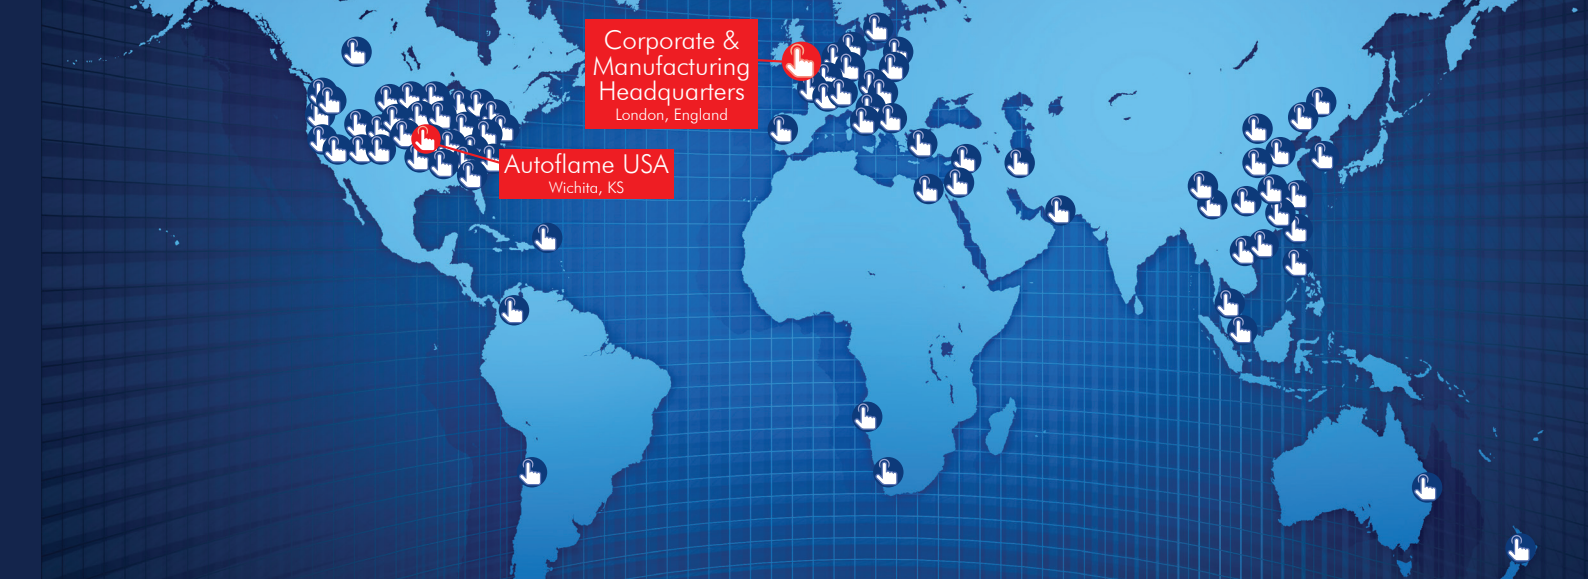 Corporate &
Manufacturing
Headquarters
London, England
Autoflame USA
Wichita, KS